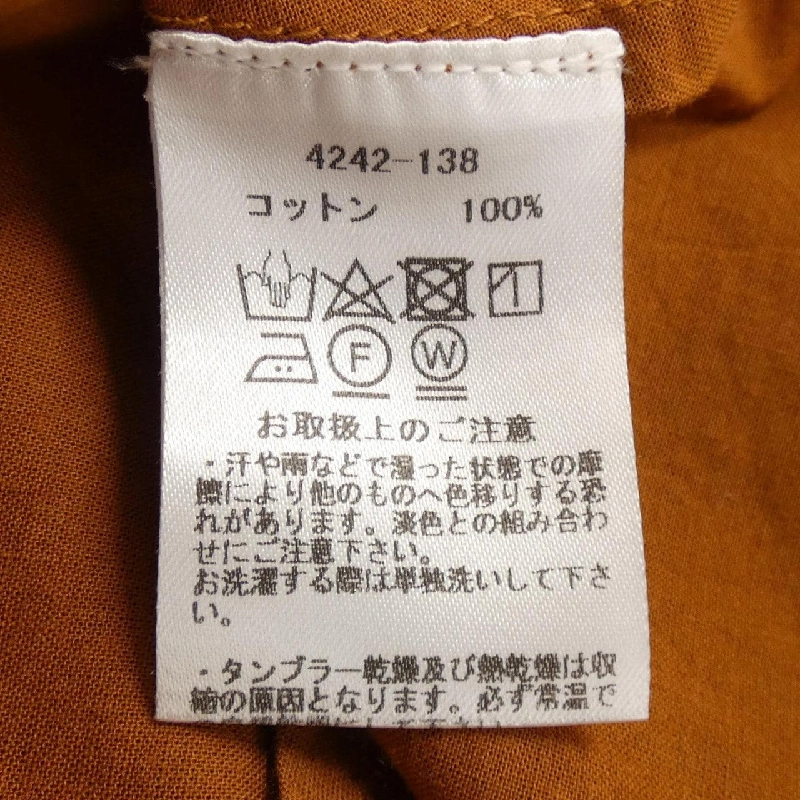 4242-138
コットン 100%
F W
お取扱上のご注意
・汗や雨などで湿った状態での摩
擦により他のものへ色移りする恐
れがあります。淡色との組み合わ
せにご注意下さい。
お洗濯する際は単独洗いして下さ
い。
・タンブラー乾燥及び熱乾燥は収
縮の原因となります。必ず常温で